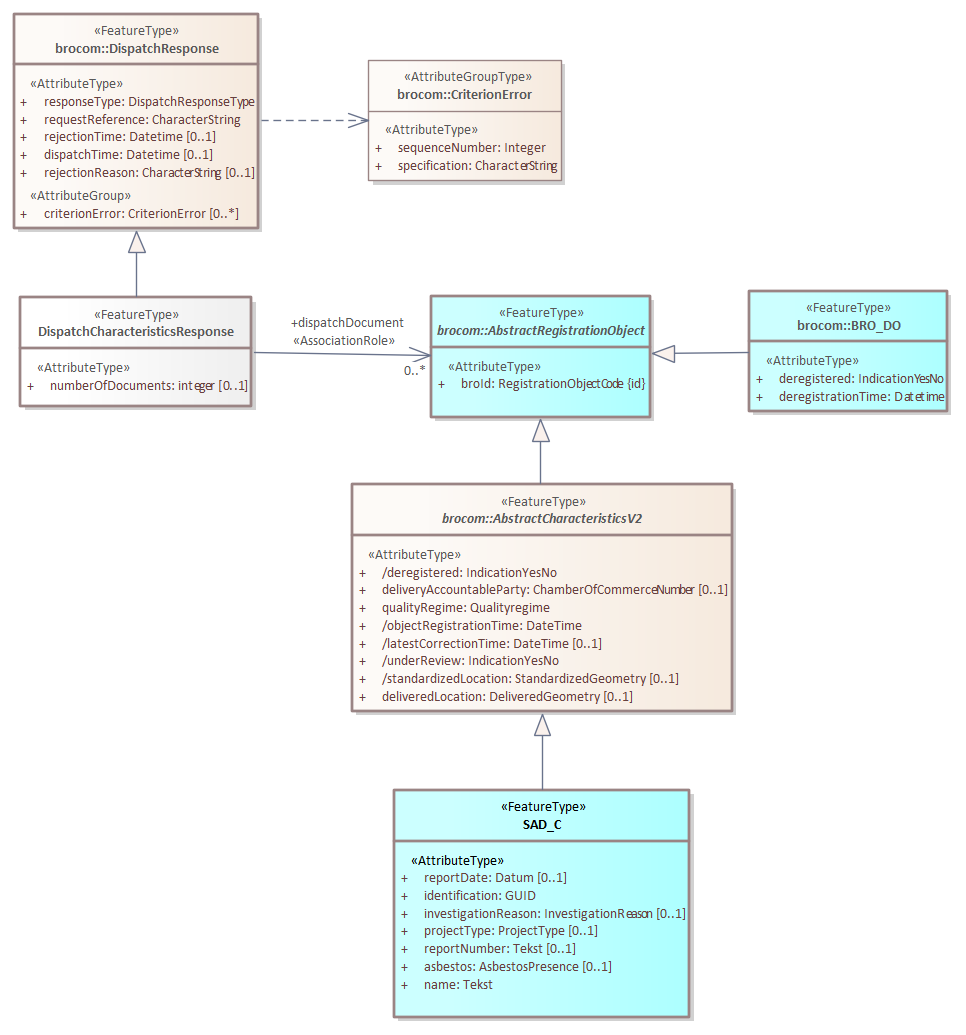 «FeatureType»
brocom::DispatchResponse
«AttributeType»
+ responseType: DispatchResponseType
+ requestReference: CharacterString
+ rejectionTime: Datetime [0..1]
+ dispatchTime: Datetime [0..1]
+ rejectionReason: CharacterString [0..1]
«AttributeGroup»
+ criterionError: CriterionError [0..*]
«AttributeGroupType»
brocom::CriterionError
«AttributeType»
+ sequenceNumber: Integer
+ specification: CharacterString
«FeatureType»
DispatchCharacteristicsResponse
«AttributeType»
+ numberOfDocuments: integer [0..1]
+dispatchDocument
«AssociationRole»
0..*
«FeatureType»
brocom::AbstractRegistrationObject
«AttributeType»
+ broId: RegistrationObjectCode {id}
«FeatureType»
brocom::BRO_DO
«AttributeType»
+ deregistered: IndicationYesNo
+ deregistrationTime: Datetime
«FeatureType»
brocom::AbstractCharacteristicsV2
«AttributeType»
+ /deregistered: IndicationYesNo
+ deliveryAccountableParty: ChamberOfCommerceNumber [0..1]
+ qualityRegime: Qualityregime
+ /objectRegistrationTime: DateTime
+ /latestCorrectionTime: DateTime [0..1]
+ /underReview: IndicationYesNo
+ /standardizedLocation: StandardizedGeometry [0..1]
+ deliveredLocation: DeliveredGeometry [0..1]
«FeatureType»
SAD_C
«AttributeType»
+ reportDate: Datum [0..1]
+ identification: GUID
+ investigationReason: InvestigationReason [0..1]
+ projectType: ProjectType [0..1]
+ reportNumber: Tekst [0..1]
+ asbestos: AsbestosPresence [0..1]
+ name: Tekst